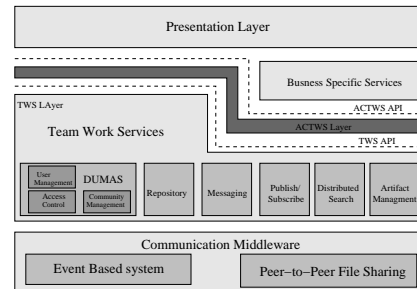 Presentation Layer
Busness Specific Services
ACTWS API
TWS LAyer
ACTWS Layer
Team Work Services
TWS API
User
Management
DUMAS
Access
Control
Community
Management
Repository
Messaging
Publish/
Subscribe
Distributed
Search
Artifact
Managment
Communication Middleware
Event Based system
Peer−to−Peer File Sharing